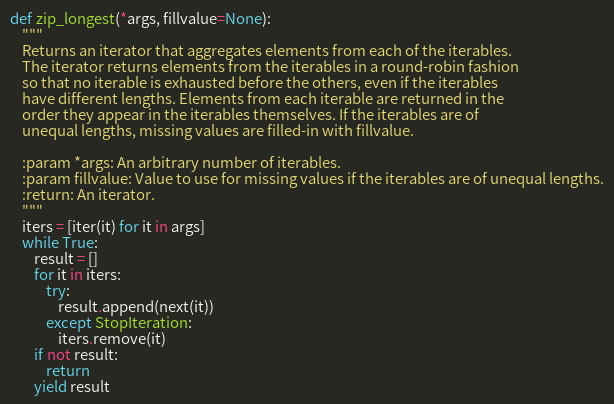 def zip_longest(*args, fillvalue=None):
    """
    Returns an iterator that aggregates elements from each of the iterables.
    The iterator returns elements from the iterables in a round-robin fashion
    so that no iterable is exhausted before the others, even if the iterables
    have different lengths. Elements from each iterable are returned in the
    order they appear in the iterables themselves. If the iterables are of
    unequal lengths, missing values are filled-in with fillvalue.

    :param *args: An arbitrary number of iterables.
    :param fillvalue: Value to use for missing values if the iterables are of unequal lengths.
    :return: An iterator.
    """
    iters = [iter(it) for it in args]
    while True:
        result = []
        for it in iters:
            try:
                result.append(next(it))
            except StopIteration:
                iters.remove(it)
        if not result:
            return
        yield result